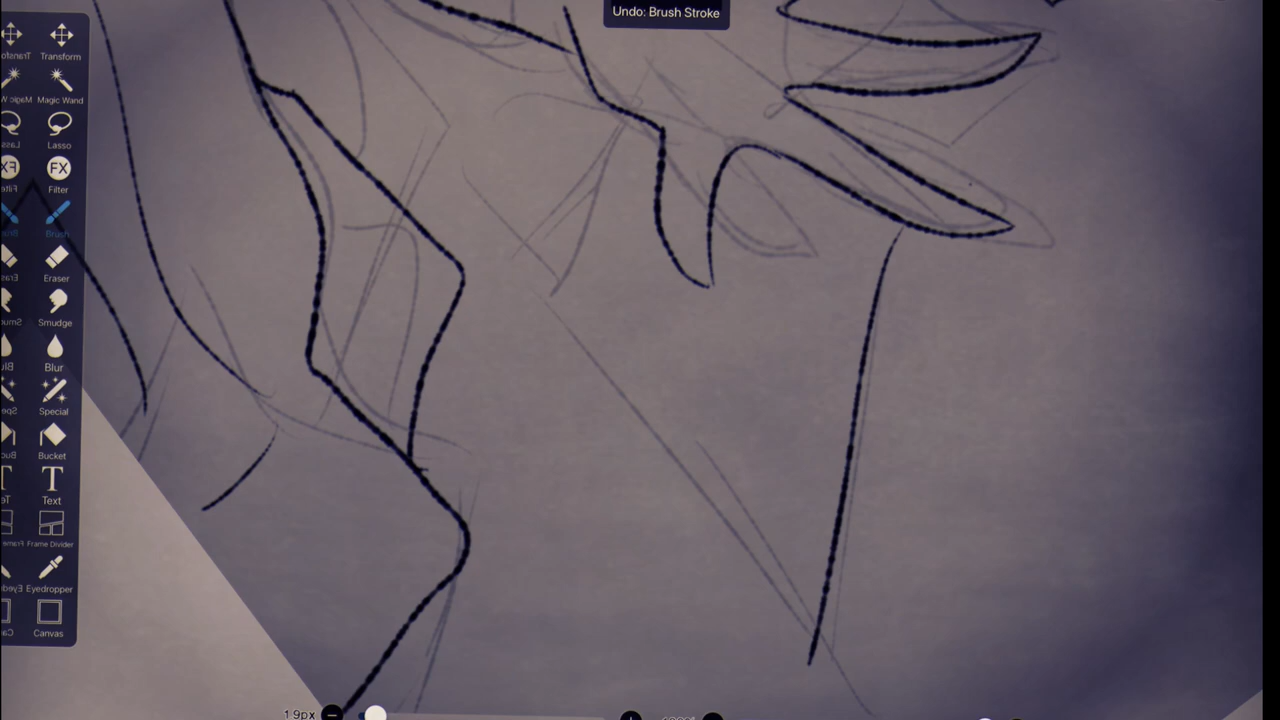 Undo: Brush Stroke
Transform
Magic Wand
Lasso
FX
Filter
Brush
Eraser
Smudge
Blur
Special
Bucket
T
Text
Frame Divider
Eyedropper
Canvas
1.9px